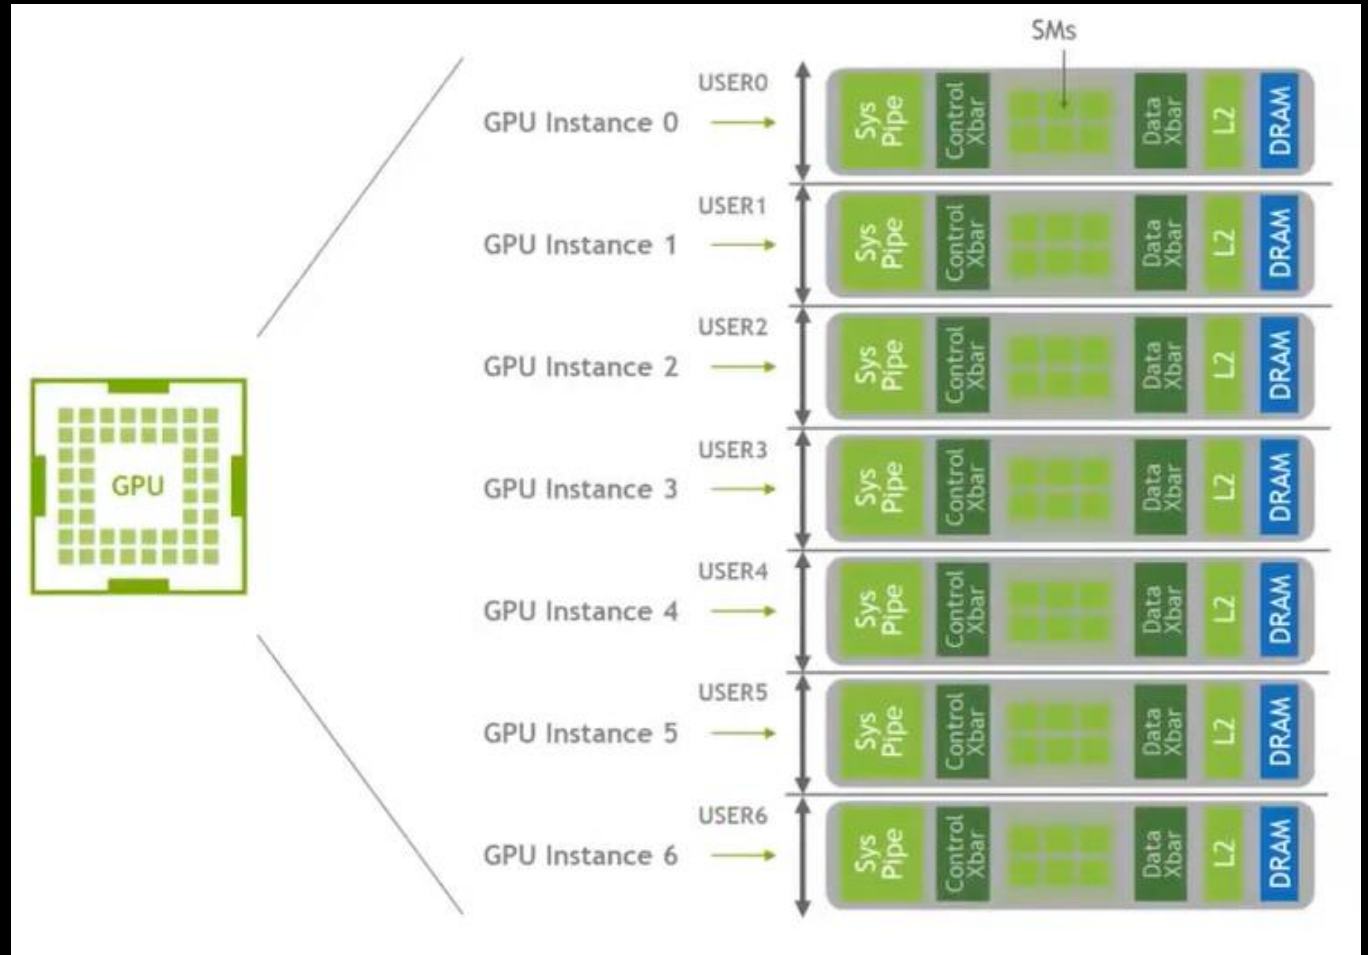 SMs
USER0
GPU Instance 0
Sys
Pipe
Control
Xbar
Data
Xbar
L2
DRAM
USER1
GPU Instance 1
Sys
Pipe
Control
Xbar
Data
Xbar
L2
DRAM
USER2
GPU Instance 2
Sys
Pipe
Control
Xbar
Data
Xbar
L2
DRAM
USER3
GPU Instance 3
Sys
Pipe
Control
Xbar
Data
Xbar
L2
DRAM
GPU
USER4
GPU Instance 4
Sys
Pipe
Control
Xbar
Data
Xbar
L2
DRAM
USER5
GPU Instance 5
Sys
Pipe
Control
Xbar
Data
Xbar
L2
DRAM
USER6
GPU Instance 6
Sys
Pipe
Control
Xbar
Data
Xbar
L2
DRAM